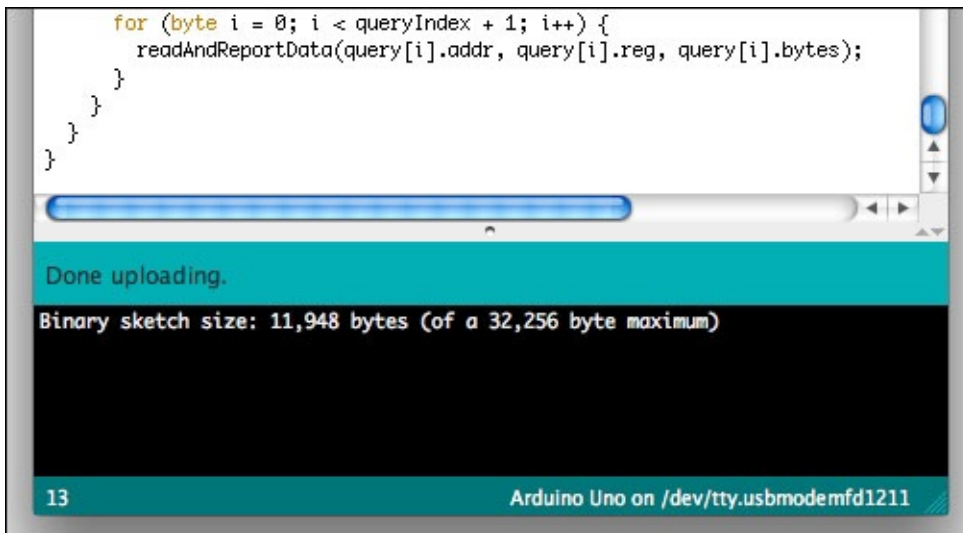 for (byte i = 0; i < queryIndex + 1; i++) {
readAndReportData(query[i].addr, query[i].reg, query[i].bytes);
}
}
}
}
Done uploading.
Binary sketch size: 11,948 bytes (of a 32,256 byte maximum)
13 Arduino Uno on /dev/tty.usbmodemfd1211